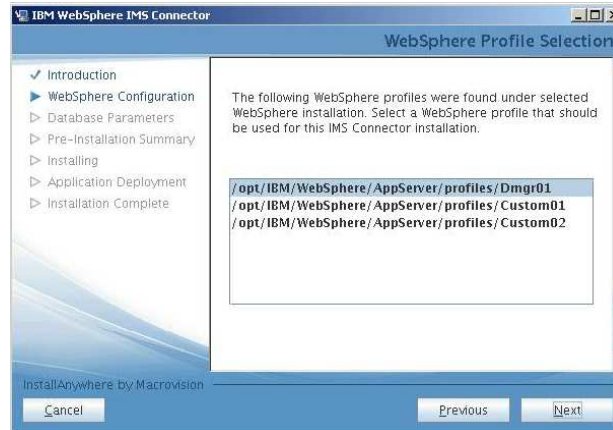 IBM WebSphere IMS Connector
WebSphere Profile Selection
Introduction
WebSphere Configuration
Database Parameters
Pre-Installation Summary
Installing
Application Deployment
Installation Complete
The following WebSphere profiles were found under selected
WebSphere installation. Select a WebSphere profile that should
be used for this IMS Connector installation.
/opt/IBM/WebSphere/AppServer/profiles/Dmgr01
/opt/IBM/WebSphere/AppServer/profiles/Custom01
/opt/IBM/WebSphere/AppServer/profiles/Custom02
InstallAnywhere by Macrovision
Cancel
Previous
Next